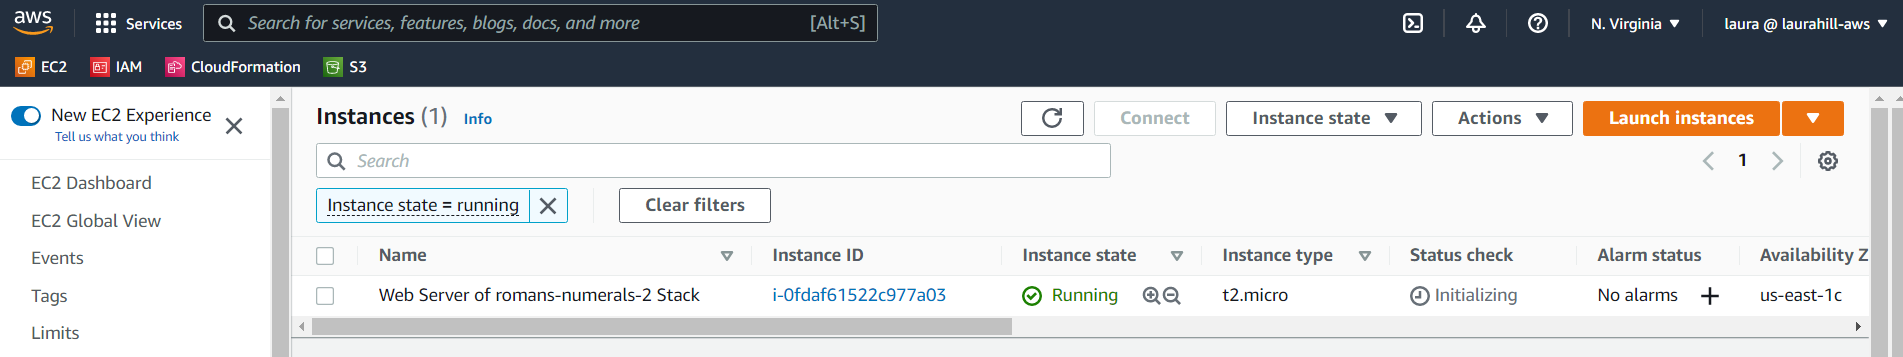 aws Services Search for services, features, blogs, docs, and more [Alt+S] N. Virginia laura @ laurahill-aws
EC2 IAM CloudFormation S3
New EC2 Experience
Tell us what you think
EC2 Dashboard
EC2 Global View
Events
Tags
Limits
Instances (1) Info Connect Instance state Actions Launch instances
Search 1
Instance state = running Clear filters
Name Instance ID Instance state Instance type Status check Alarm status Availability Z
Web Server of romans-numerals-2 Stack i-0fdaf61522c977a03 Running t2.micro Initializing No alarms + us-east-1c